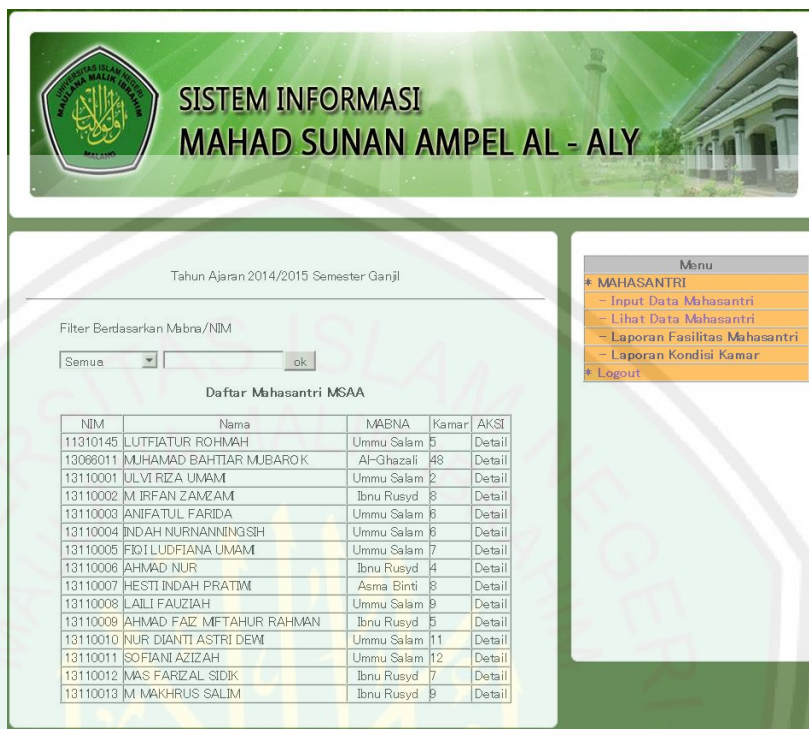 UNIVERSITAS ISLAM NEGERI
MAULANA MALIK IBRAHIM
MALANG
SISTEM INFORMASI
MAHAD SUNAN AMPEL AL - ALY
Tahun Ajaran 2014/2015 Semester Ganjil
Filter Berdasarkan Mabna/NIM
Semua ok
Daftar Mahasantri MSAA
NIM Nama MABNA Kamar AKSI
11310145 LUTFIATUR ROHMAH Ummu Salam 5 Detail
13066011 MUHAMAD BAHTIAR MUBAROK Al-Ghazali 48 Detail
13110001 ULVI RIZA UMAMI Ummu Salam 2 Detail
13110002 M IRFAN ZAMZAMI Ibnu Rusyd 8 Detail
13110003 ANIFATUL FARIDA Ummu Salam 6 Detail
13110004 INDAH NURNANNINGSIH Ummu Salam 6 Detail
13110005 FIQI LUDFIANA UMAMI Ummu Salam 7 Detail
13110006 AHMAD NUR Ibnu Rusyd 4 Detail
13110007 HESTI INDAH PRATIWI Asma Binti 8 Detail
13110008 LAILI FAUZIAH Ummu Salam 9 Detail
13110009 AHMAD FAIZ MIFTAHUR RAHMAN Ibnu Rusyd 5 Detail
13110010 NUR DIANTI ASTRI DEWI Ummu Salam 11 Detail
13110011 SOFIANI AZIZAH Ummu Salam 12 Detail
13110012 MAS FARIZAL SIDIK Ibnu Rusyd 7 Detail
13110013 M MAKHRUS SALIM Ibnu Rusyd 9 Detail
Menu
* MAHASANTRI
- Input Data Mahasantri
- Lihat Data Mahasantri
- Laporan Fasilitas Mahasantri
- Laporan Kondisi Kamar
* Logout